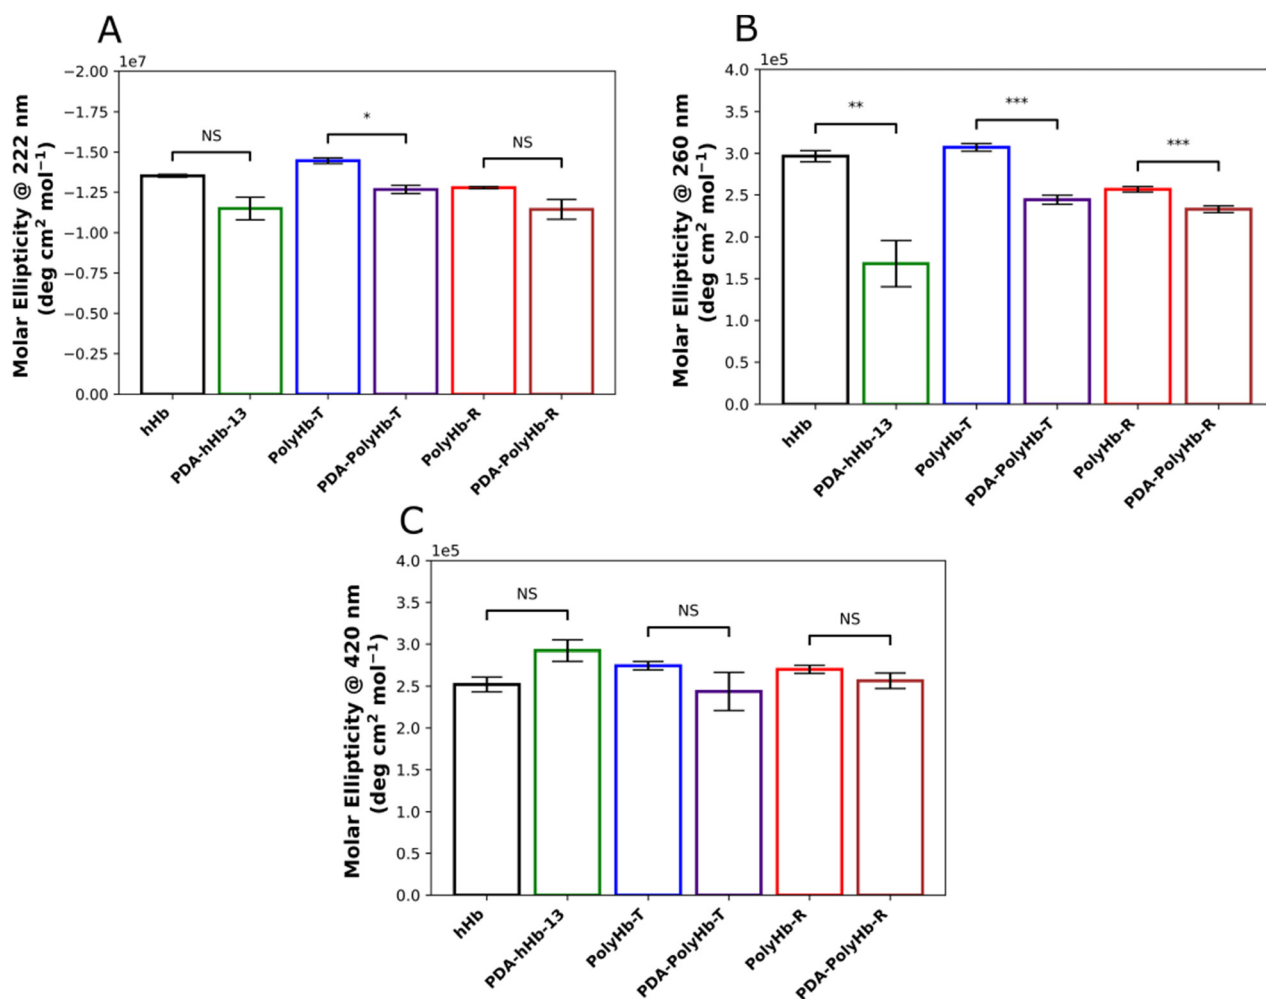 A
1e7
Molar Ellipticity @ 222 nm
(deg cm² mol⁻¹)
−2.00
−1.75
−1.50
−1.25
−1.00
−0.75
−0.50
−0.25
0.00
NS
*
NS
hHb
PDA-hHb-13
PolyHb-T
PDA-PolyHb-T
PolyHb-R
PDA-PolyHb-R
B
1e5
Molar Ellipticity @ 260 nm
(deg cm² mol⁻¹)
4.0
3.5
3.0
2.5
2.0
1.5
1.0
0.5
0.0
**
***
***
hHb
PDA-hHb-13
PolyHb-T
PDA-PolyHb-T
PolyHb-R
PDA-PolyHb-R
C
1e5
Molar Ellipticity @ 420 nm
(deg cm² mol⁻¹)
4.0
3.5
3.0
2.5
2.0
1.5
1.0
0.5
0.0
NS
NS
NS
hHb
PDA-hHb-13
PolyHb-T
PDA-PolyHb-T
PolyHb-R
PDA-PolyHb-R